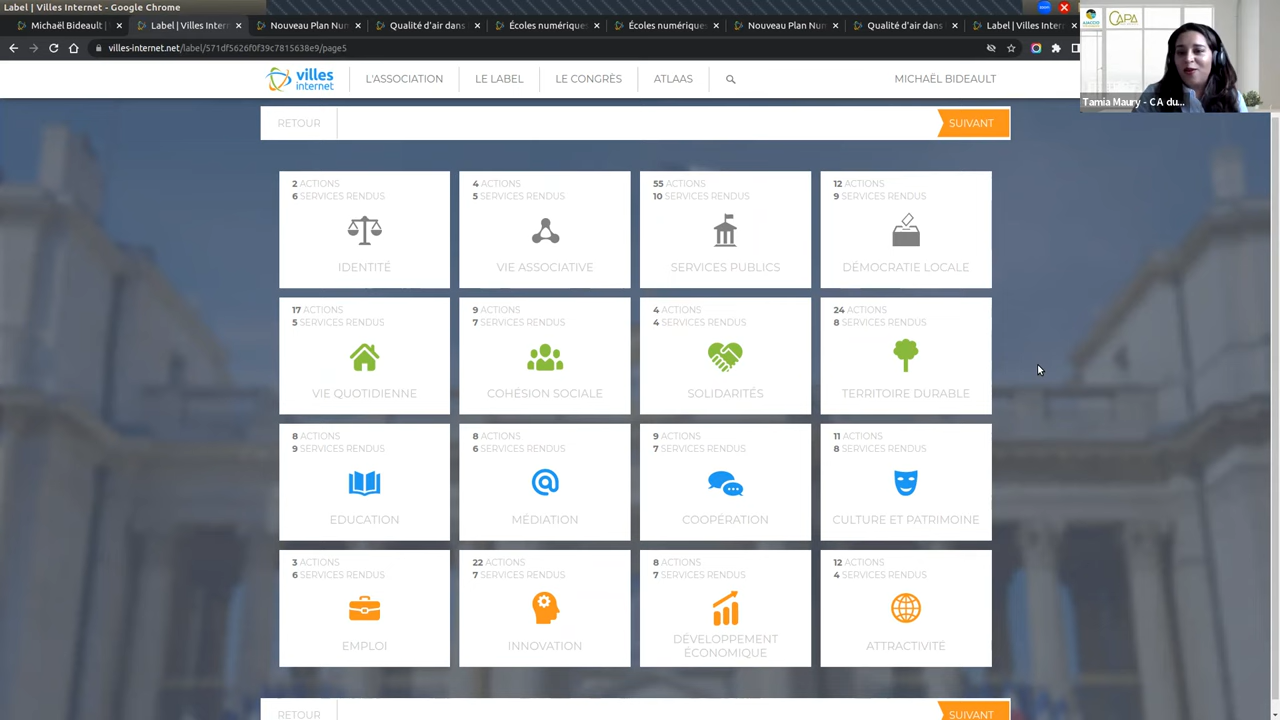 Label | Villes Internet - Google Chrome
Michaël Bideault |
Label | Villes Inter
Nouveau Plan Num
Qualité d'air dans
Écoles numérique
Écoles numérique
Nouveau Plan Num
Qualité d'air dans
Label | Villes Intern
villes-internet.net/label/571df5626f0f39c7815638e9/page5
villes internet
L'ASSOCIATION
LE LABEL
LE CONGRÈS
ATLAAS
MICHAËL BIDEAULT
CAPA
Tamia Maury - C A du...
RETOUR
SUIVANT
2 ACTIONS
6 SERVICES RENDUS
IDENTITÉ
4 ACTIONS
5 SERVICES RENDUS
VIE ASSOCIATIVE
55 ACTIONS
10 SERVICES RENDUS
SERVICES PUBLICS
12 ACTIONS
9 SERVICES RENDUS
DÉMOCRATIE LOCALE
17 ACTIONS
5 SERVICES RENDUS
VIE QUOTIDIENNE
9 ACTIONS
7 SERVICES RENDUS
COHÉSION SOCIALE
4 ACTIONS
4 SERVICES RENDUS
SOLIDARITÉS
24 ACTIONS
8 SERVICES RENDUS
TERRITOIRE DURABLE
8 ACTIONS
9 SERVICES RENDUS
EDUCATION
8 ACTIONS
6 SERVICES RENDUS
MÉDIATION
9 ACTIONS
7 SERVICES RENDUS
COOPÉRATION
11 ACTIONS
8 SERVICES RENDUS
CULTURE ET PATRIMOINE
3 ACTIONS
6 SERVICES RENDUS
EMPLOI
22 ACTIONS
7 SERVICES RENDUS
INNOVATION
8 ACTIONS
7 SERVICES RENDUS
DÉVELOPPEMENT
ÉCONOMIQUE
12 ACTIONS
4 SERVICES RENDUS
ATTRACTIVITÉ
RETOUR
SUIVANT